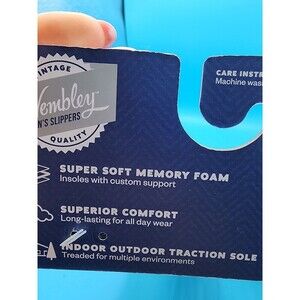 VINTAGE
Wembley
N'S SLIPPERS
QUALITY
CARE INSTR
Machine was
SUPER SOFT MEMORY FOAM
Insoles with custom support
SUPERIOR COMFORT
Long-lasting for all day wear
INDOOR OUTDOOR TRACTION SOLE
Treaded for multiple environments